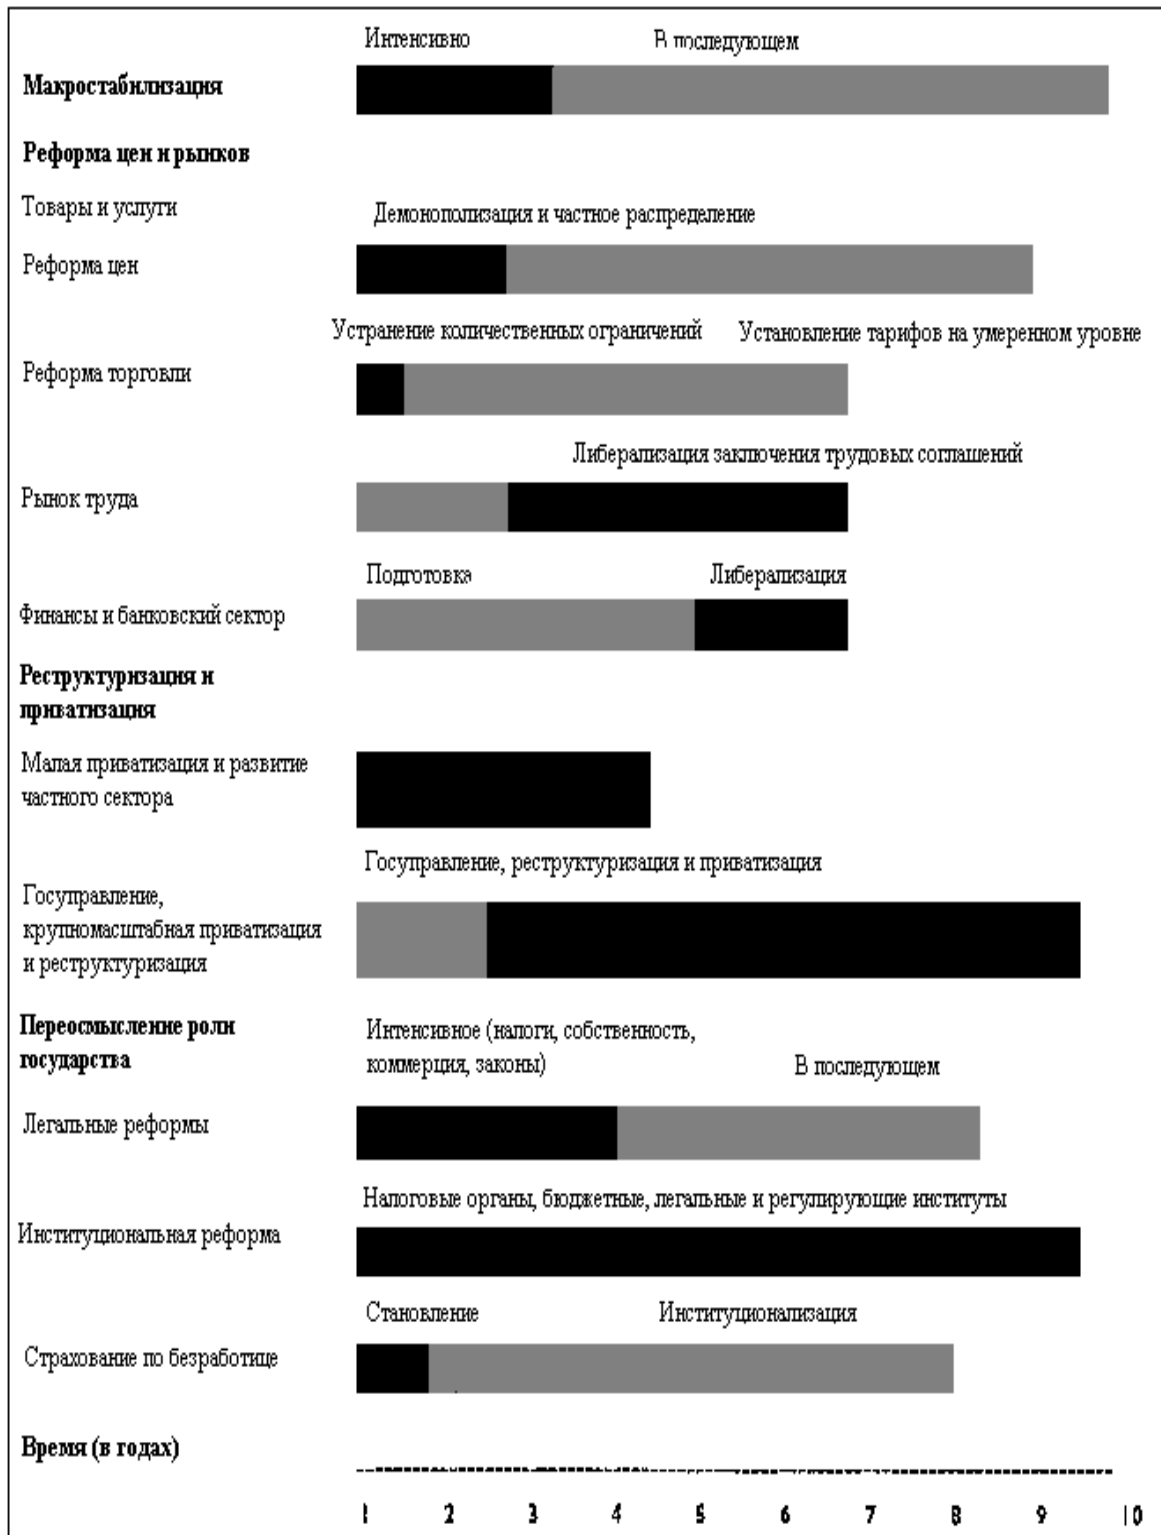 Интенсивно В последующем
Макростабилизация
Реформа цен и рынков
Товары и услуги
Демонополизация и частное распределение
Реформа цен
Устранение количественных ограничений Установление тарифов на умеренном уровне
Реформа торговли
Либерализация заключения трудовых соглашений
Рынок труда
Подготовка Либерализация
Финансы и банковский сектор
Реструктуризация и
приватизация
Малая приватизация и развитие
частного сектора
Госуправление, реструктуризация и приватизация
Госуправление,
крупномасштабная приватизация
и реструктуризация
Переосмысление роли
государства
Интенсивное (налоги, собственность,
коммерция, законы)
В последующем
Легальные реформы
Налоговые органы, бюджетные, легальные и регулирующие институты
Институциональная реформа
Становление Институционализация
Страхование по безработице
Время (в годах)
1 2 3 4 5 6 7 8 9 10